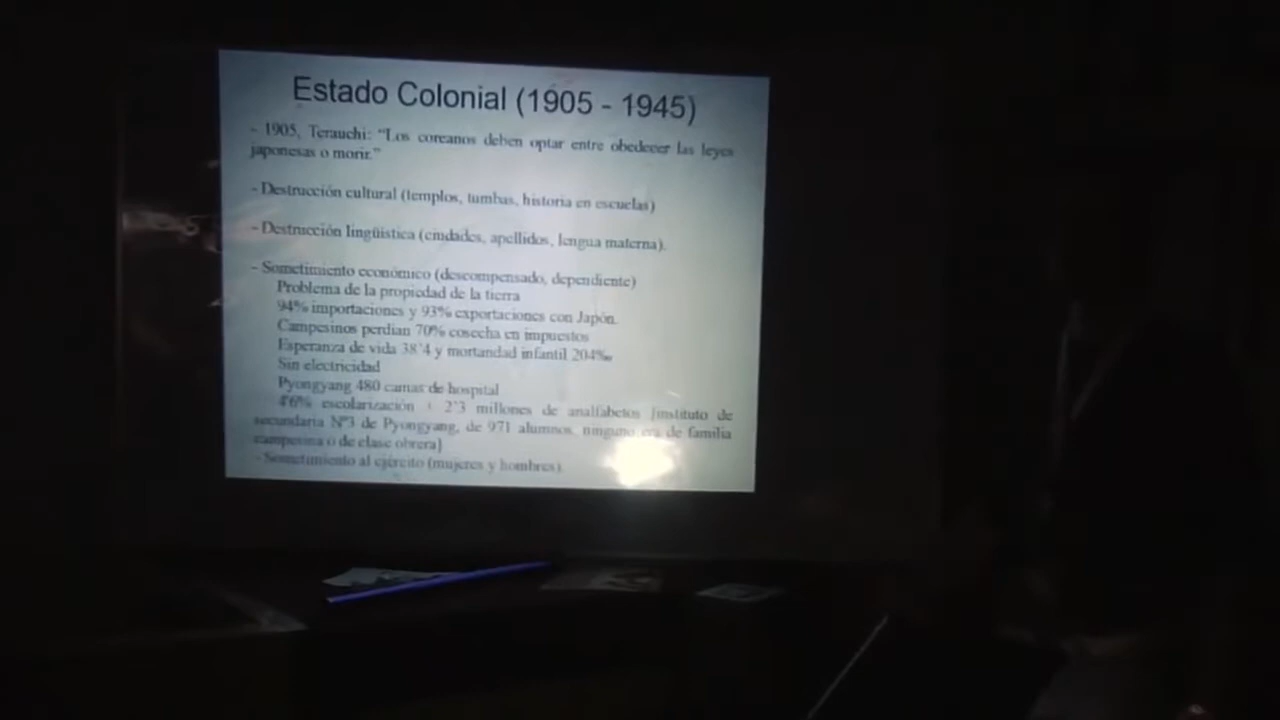 Estado Colonial (1905 - 1945)
- 1905, Terauchi: “Los coreanos deben optar entre obedecer las leyes
japonesas o morir.”
- Destrucción cultural (templos, tumbas, historia en escuelas)
- Destrucción lingüística (ciudades, apellidos, lengua materna).
- Sometimiento económico (descompensado, dependiente)
Problema de la propiedad de la tierra
94% importaciones y 93% exportaciones con Japón.
Campesinos perdían 70% cosecha en impuestos
Esperanza de vida 38'4 y mortandad infantil 204‰
Sin electricidad
Pyongyang 480 camas de hospital
escolarización 2'3 millones de analfabetos [instituto de
secundaria Nº3 de Pyongyang, de 971 alumnos, ninguno era de familia
campesina o de clase obrera]
- Sometimiento al ejército (mujeres y hombres).